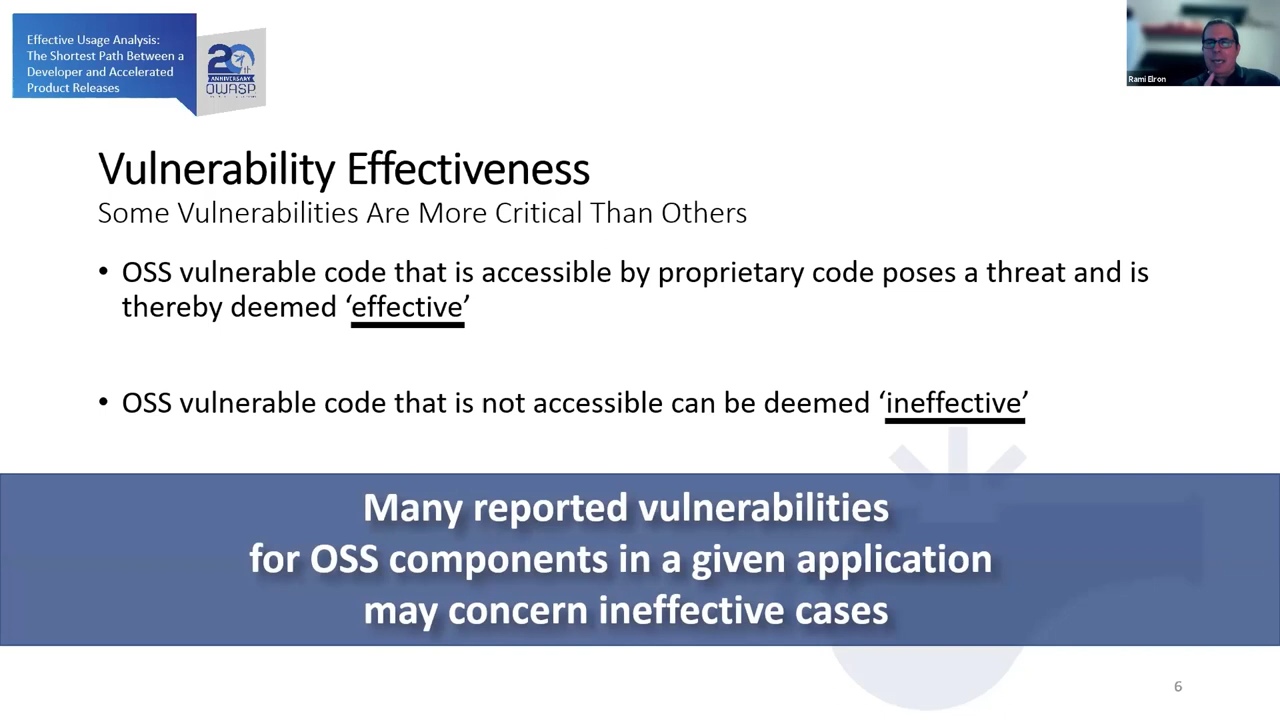 Effective Usage Analysis:
The Shortest Path Between a
Developer and Accelerated
Product Releases
20th
ANNIVERSARY
OWASP
Rami Elron
Vulnerability Effectiveness
Some Vulnerabilities Are More Critical Than Others
• OSS vulnerable code that is accessible by proprietary code poses a threat and is
thereby deemed ‘effective’
• OSS vulnerable code that is not accessible can be deemed ‘ineffective’
Many reported vulnerabilities
for OSS components in a given application
may concern ineffective cases
6